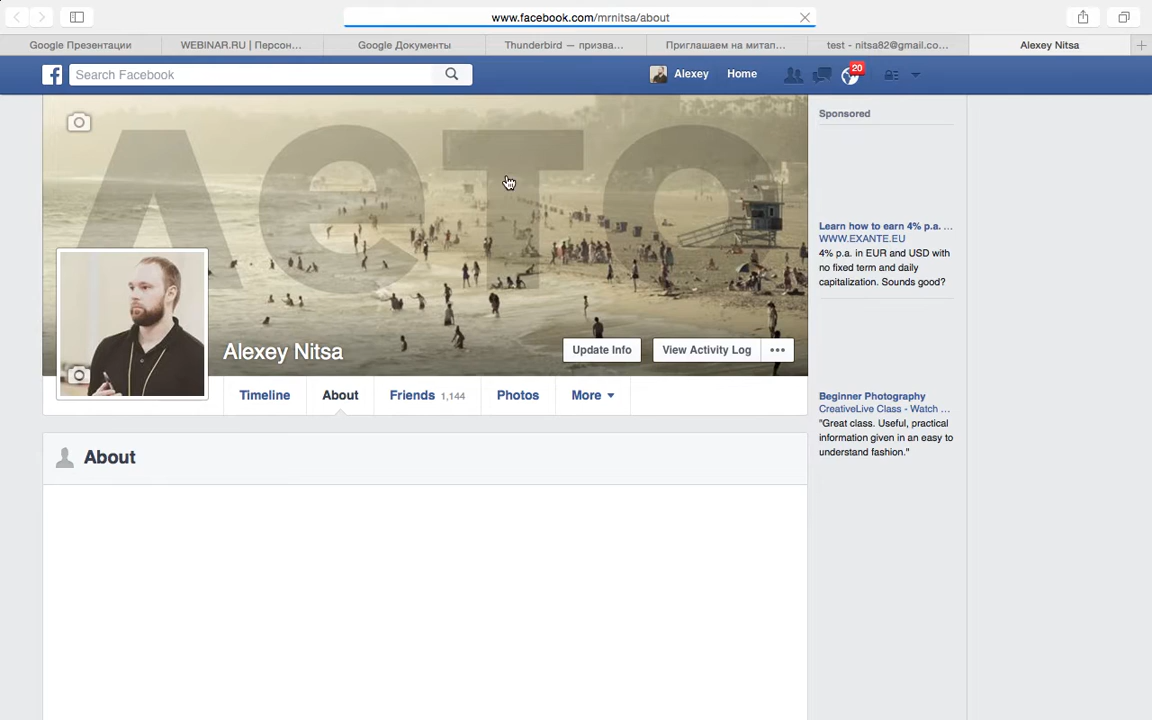 www.facebook.com/mrnitsa/about
Google Презентации
WEBINAR.RU | Персон...
Google Документы
Thunderbird — призва...
Приглашаем на митап...
test - nitsa82@gmail.co...
Alexey Nitsa
Search Facebook
Alexey
Home
20
лето
Alexey Nitsa
Update Info
View Activity Log
Timeline
About
Friends 1,144
Photos
More
About
Sponsored
Learn how to earn 4% p.a. ...
WWW.EXANTE.EU
4% p.a. in EUR and USD with
no fixed term and daily
capitalization. Sounds good?
Beginner Photography
CreativeLive Class - Watch ...
"Great class. Useful, practical
information given in an easy to
understand fashion."